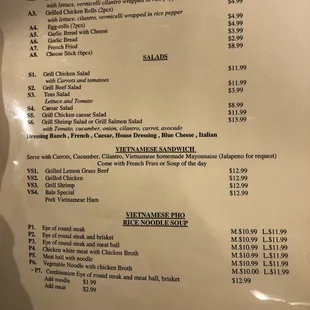 with lettuce, vermicelli cilantro wrapped in rice pepper
A3. Grilled Chicken Rolls (2pcs) $4.99
with lettuce, cilantro, vermicelli wrapped in rice pepper
A4. Egg-rolls (2pc) $4.99
A5. Garlic Bread with Cheese $3.99
A6. Garlic Bread $2.99
A7. French Fried $8.99
A8. Cheese Stick (6pcs)
SALADS
S1. Grill Chicken Salad $11.99
with Carrots and tomatoes
S2. Grill Beef Salad $11.99
S3. Tom Salad $3.99
Lettuce and Tomato
S4. Caesar Salad $8.99
S5. Grill Chicken caesar Salad $11.99
S6. Grill Shrimp Salad or Grill Salmon Salad $13.99
with Tomato, cucumber, onion, cilantro, carrot, avocado
Dressing Ranch , French , Caesar, House Dressing , Blue Cheese , Italian
VIETNAMESE SANDWICH
Serve with Carrots, Cucumber, Cilantro, Vietnamese homemade Mayonnaise (Jalapeno for request)
Come with French Fries or Soup of the day
VS1. Grilled Lemon Grass Beef $12.99
VS2. Grilled Chicken $12.99
VS3. Grill Shrimp $12.99
VS4. Bale Special $12.99
Pork Vietnamese Ham
VIETNAMESE PHO
RICE NOODLE SOUP
P1. Eye of round steak M.$10.99 L.$11.99
P2. Eye of round steak and brisket M.$10.99 L.$11.99
P3. Eye of round steak and meat ball M.$10.99 L.$11.99
P4. Chicken white meat with Chicken Broth M.$10.99 L.$11.99
P5. Meat ball with noodle M.$10.99 L.$11.99
P6. Vegetable Noodle with chicken Broth M.$10.00 L.$11.99
P7. Combination Eye of round steak and meat ball, brisket $12.99
Add noodle $1.99
Add meat $2.99